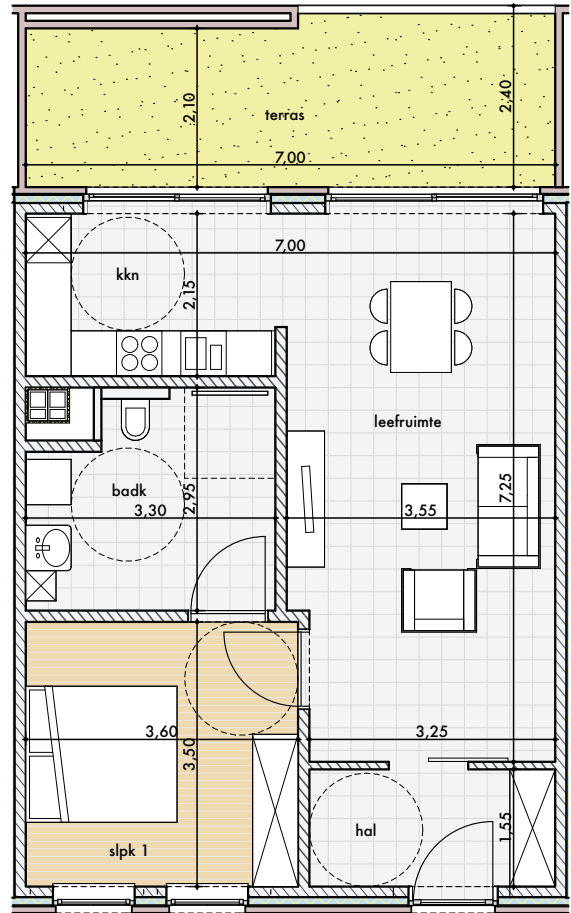 2,10
2,40
terras
7,00
7,00
kkn
2,15
leefruimte
badk
2,95
3,30
3,55
7,25
3,60
3,50
3,25
1,55
hal
slpk 1